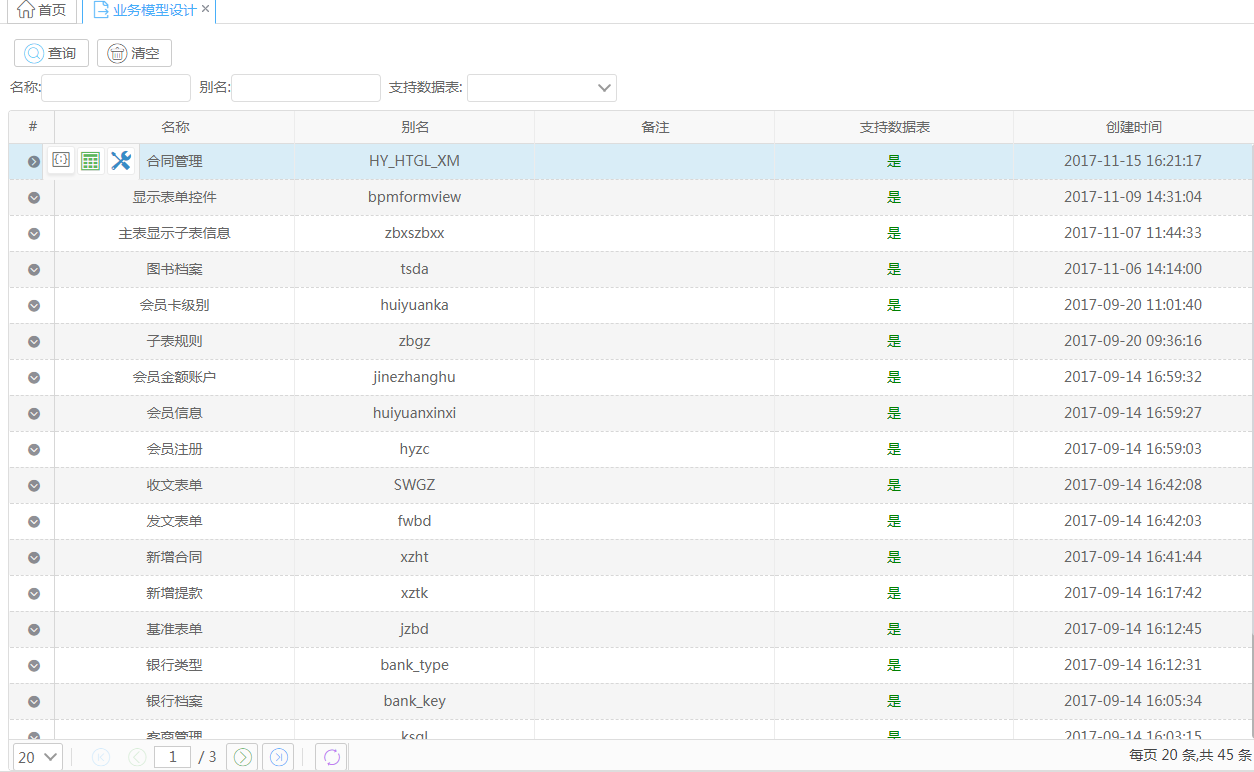 首页 业务模型设计 ×
查询 清空
名称: 别名: 支持数据表:
# 名称 别名 备注 支持数据表 创建时间
合同管理 HY_HTGL_XM 是 2017-11-15 16:21:17
显示表单控件 bpmformview 是 2017-11-09 14:31:04
主表显示子表信息 zbxszbxx 是 2017-11-07 11:44:33
图书档案 tsda 是 2017-11-06 14:14:00
会员卡级别 huiyuanka 是 2017-09-20 11:01:40
子表规则 zbgz 是 2017-09-20 09:36:16
会员金额账户 jinezhanghu 是 2017-09-14 16:59:32
会员信息 huiyuanxinxi 是 2017-09-14 16:59:27
会员注册 hyzc 是 2017-09-14 16:59:03
收文表单 SWGZ 是 2017-09-14 16:42:08
发文表单 fwbd 是 2017-09-14 16:42:03
新增合同 xzht 是 2017-09-14 16:41:44
新增提款 xztk 是 2017-09-14 16:17:42
基准表单 jzbd 是 2017-09-14 16:12:45
银行类型 bank_type 是 2017-09-14 16:12:31
银行档案 bank_key 是 2017-09-14 16:05:34
客商管理 ksgl 是 2017-09-14 16:03:15
20 1 / 3 每页 20 条,共 45 条